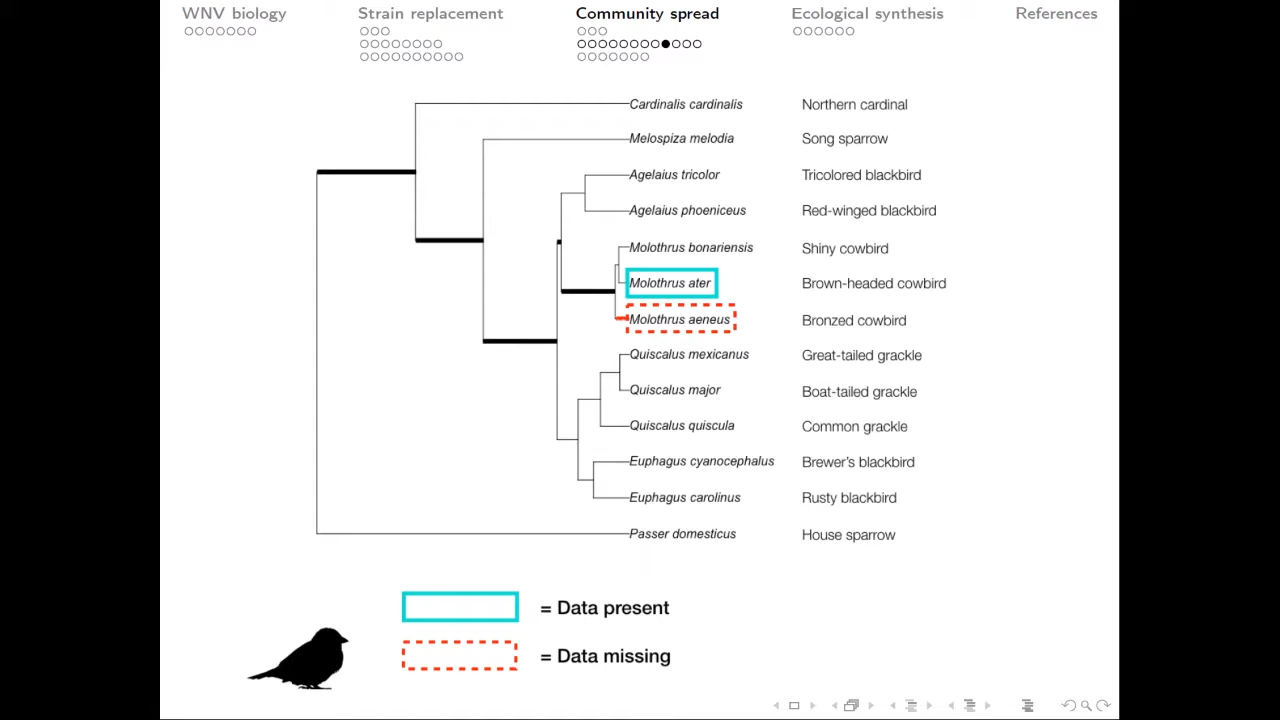 WNV biology Strain replacement Community spread Ecological synthesis References
Cardinalis cardinalis Northern cardinal
Melospiza melodia Song sparrow
Agelaius tricolor Tricolored blackbird
Agelaius phoeniceus Red-winged blackbird
Molothrus bonariensis Shiny cowbird
Molothrus ater Brown-headed cowbird
Molothrus aeneus Bronzed cowbird
Quiscalus mexicanus Great-tailed grackle
Quiscalus major Boat-tailed grackle
Quiscalus quiscula Common grackle
Euphagus cyanocephalus Brewer's blackbird
Euphagus carolinus Rusty blackbird
Passer domesticus House sparrow
= Data present
= Data missing